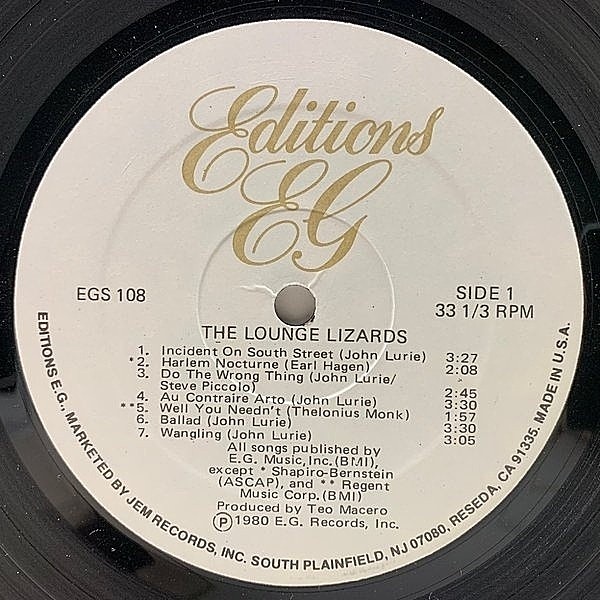 Editions
EG
EGS 108
SIDE 1
33 1/3 RPM
THE LOUNGE LIZARDS
1. Incident On South Street (John Lurie) 3:27
*2. Harlem Nocturne (Earl Hagen) 2:08
3. Do The Wrong Thing (John Lurie/
Steve Piccolo) 2:45
4. Au Contraire Arto (John Lurie) 3:30
**5. Well You Needn't (Thelonius Monk) 1:57
6. Ballad (John Lurie) 3:30
7. Wangling (John Lurie) 3:05
All songs published by
E.G. Music, Inc. (BMI),
except * Shapiro-Bernstein
(ASCAP), and ** Regent
Music Corp. (BMI)
Produced by Teo Macero
℗ 1980 E.G. Records, Inc.
EDITIONS E.G., MARKETED BY JEM RECORDS, INC. SOUTH PLAINFIELD, NJ 07080, RESEDA, CA 91335. MADE IN U.S.A.